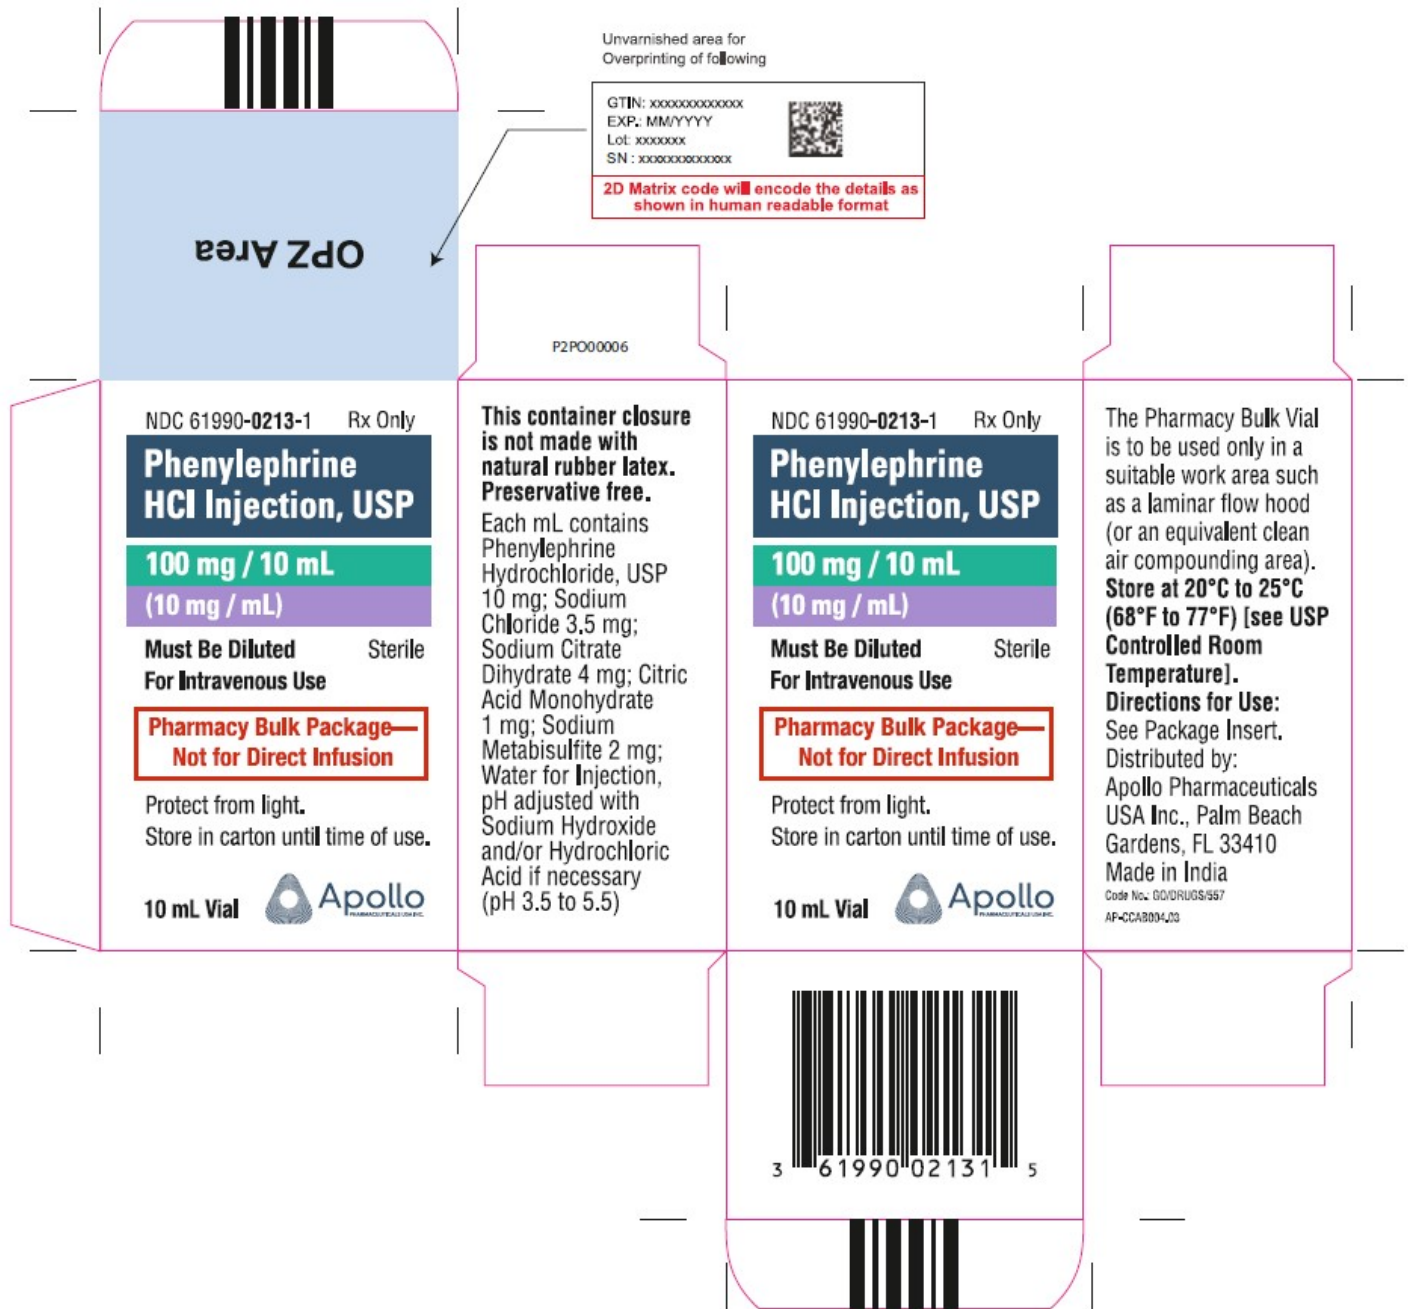 Unvarnished area for
Overprinting of following
GTIN: xxxxxxxxxxxxx
EXP.: MM/YYYY
Lot: xxxxxxx
SN : xxxxxxxxxxxxx
2D Matrix code will encode the details as
shown in human readable format
OPZ Area
P2PO00006
NDC 61990-0213-1 Rx Only
Phenylephrine
HCl Injection, USP
100 mg / 10 mL
(10 mg / mL)
Must Be Diluted Sterile
For Intravenous Use
Pharmacy Bulk Package—
Not for Direct Infusion
Protect from light.
Store in carton until time of use.
10 mL Vial
Apollo
PHARMACEUTICALS USA INC.
This container closure
is not made with
natural rubber latex.
Preservative free.
Each mL contains
Phenylephrine
Hydrochloride, USP
10 mg; Sodium
Chloride 3.5 mg;
Sodium Citrate
Dihydrate 4 mg; Citric
Acid Monohydrate
1 mg; Sodium
Metabisulfite 2 mg;
Water for Injection,
pH adjusted with
Sodium Hydroxide
and/or Hydrochloric
Acid if necessary
(pH 3.5 to 5.5)
NDC 61990-0213-1 Rx Only
Phenylephrine
HCl Injection, USP
100 mg / 10 mL
(10 mg / mL)
Must Be Diluted Sterile
For Intravenous Use
Pharmacy Bulk Package—
Not for Direct Infusion
Protect from light.
Store in carton until time of use.
10 mL Vial
Apollo
PHARMACEUTICALS USA INC.
The Pharmacy Bulk Vial
is to be used only in a
suitable work area such
as a laminar flow hood
(or an equivalent clean
air compounding area).
Store at 20°C to 25°C
(68°F to 77°F) [see USP
Controlled Room
Temperature].
Directions for Use:
See Package Insert.
Distributed by:
Apollo Pharmaceuticals
USA Inc., Palm Beach
Gardens, FL 33410
Made in India
Code No.: GO/DRUGS/557
AP-CCAB004.03
3 61990 02131 5